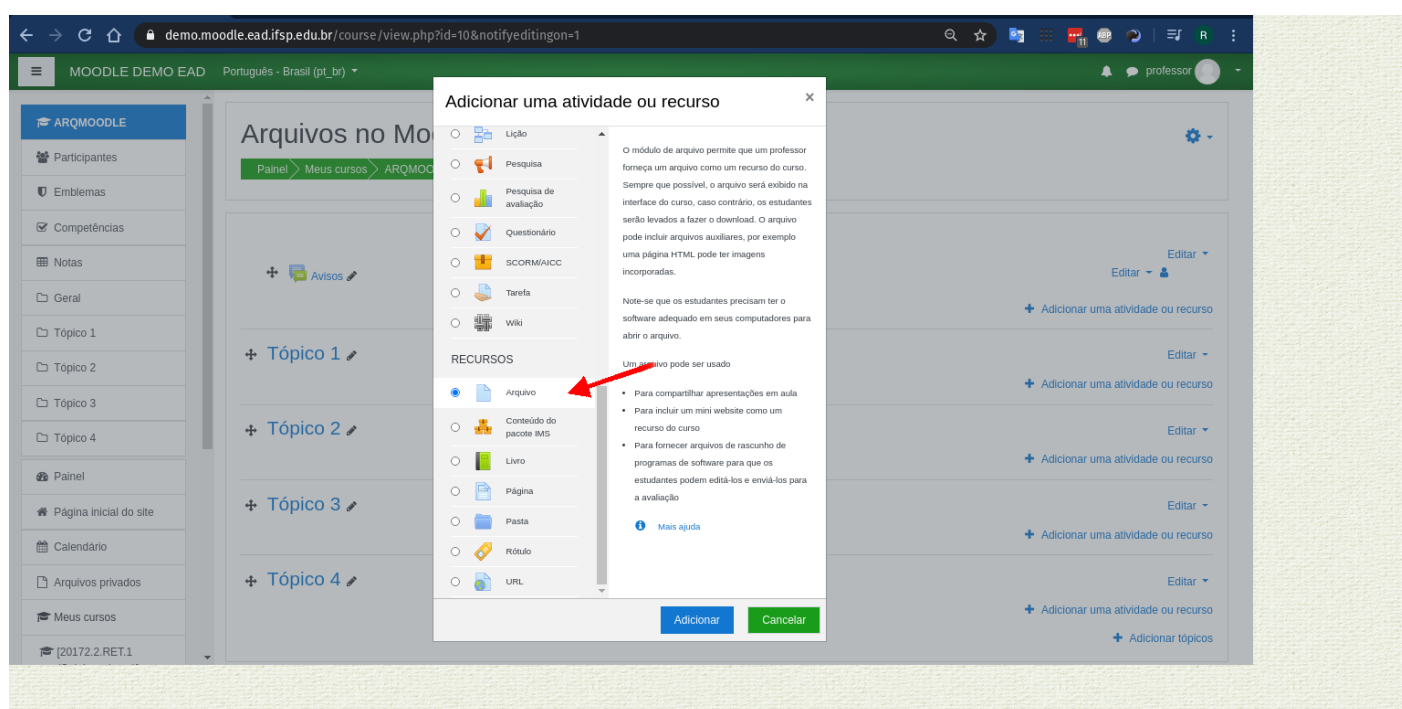 demo.moodle.ead.ifsp.edu.br/course/view.php?id=10&notifyeditingon=1
11
ABP
R
MOODLE DEMO EAD
Português - Brasil (pt_br)
professor
ARQMOODLE
Participantes
Emblemas
Competências
Notas
Geral
Tópico 1
Tópico 2
Tópico 3
Tópico 4
Painel
Página inicial do site
Calendário
Arquivos privados
Meus cursos
[20172.2.RET.1
Arquivos no Mo
Painel
Meus cursos
ARQMOO
Avisos
Editar
Editar
Adicionar uma atividade ou recurso
Tópico 1
Editar
Adicionar uma atividade ou recurso
Tópico 2
Editar
Adicionar uma atividade ou recurso
Tópico 3
Editar
Adicionar uma atividade ou recurso
Tópico 4
Editar
Adicionar uma atividade ou recurso
Adicionar tópicos
Adicionar uma atividade ou recurso
×
Lição
Pesquisa
Pesquisa de
avaliação
Questionário
SCORM/AICC
Tarefa
Wiki
RECURSOS
Arquivo
Conteúdo do
pacote IMS
Livro
Página
Pasta
Rótulo
URL
O módulo de arquivo permite que um professor
forneça um arquivo como um recurso do curso.
Sempre que possível, o arquivo será exibido na
interface do curso, caso contrário, os estudantes
serão levados a fazer o download. O arquivo
pode incluir arquivos auxiliares, por exemplo
uma página HTML pode ter imagens
incorporadas.
Note-se que os estudantes precisam ter o
software adequado em seus computadores para
abrir o arquivo.
Um arquivo pode ser usado
• Para compartilhar apresentações em aula
• Para incluir um mini website como um
recurso do curso
• Para fornecer arquivos de rascunho de
programas de software para que os
estudantes podem editá-los e enviá-los para
a avaliação
Mais ajuda
Adicionar
Cancelar